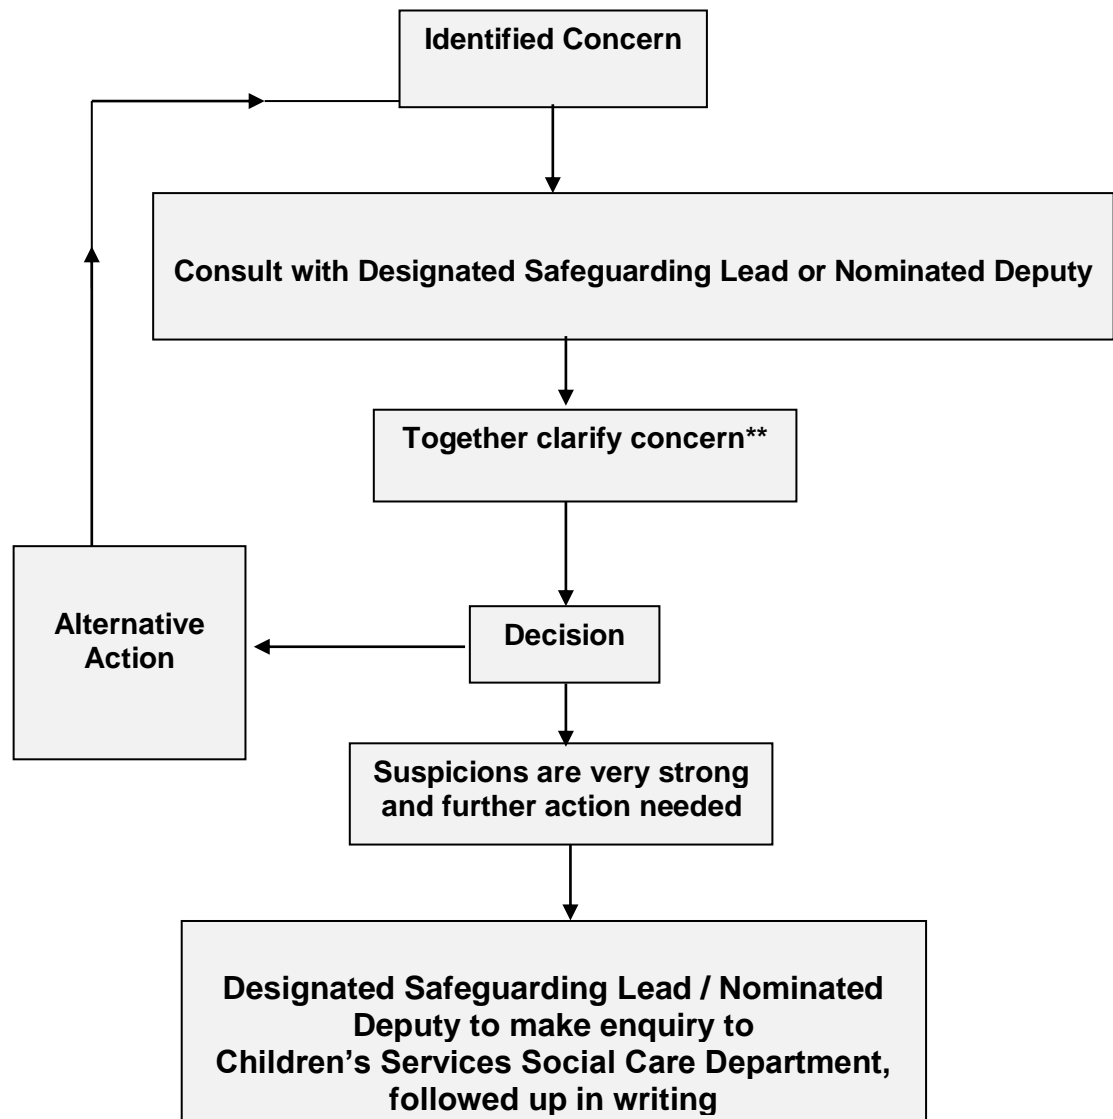 Identified Concern
Consult with Designated Safeguarding Lead or Nominated Deputy
Together clarify concern**
Alternative
Action
Decision
Suspicions are very strong
and further action needed
Designated Safeguarding Lead / Nominated
Deputy to make enquiry to
Children’s Services Social Care Department,
followed up in writing